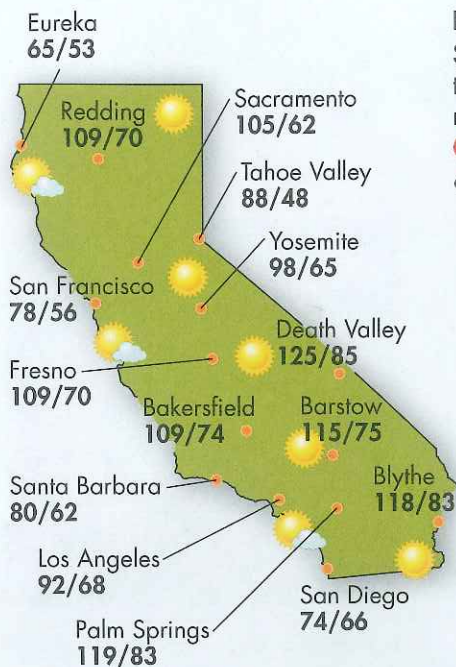 Eureka
65/53
Redding
109/70
Sacramento
105/62
Tahoe Valley
88/48
Yosemite
98/65
San Francisco
78/56
Death Valley
125/85
Fresno
109/70
Bakersfield
109/74
Barstow
115/75
Blythe
118/83
Santa Barbara
80/62
Los Angeles
92/68
San Diego
74/66
Palm Springs
119/83